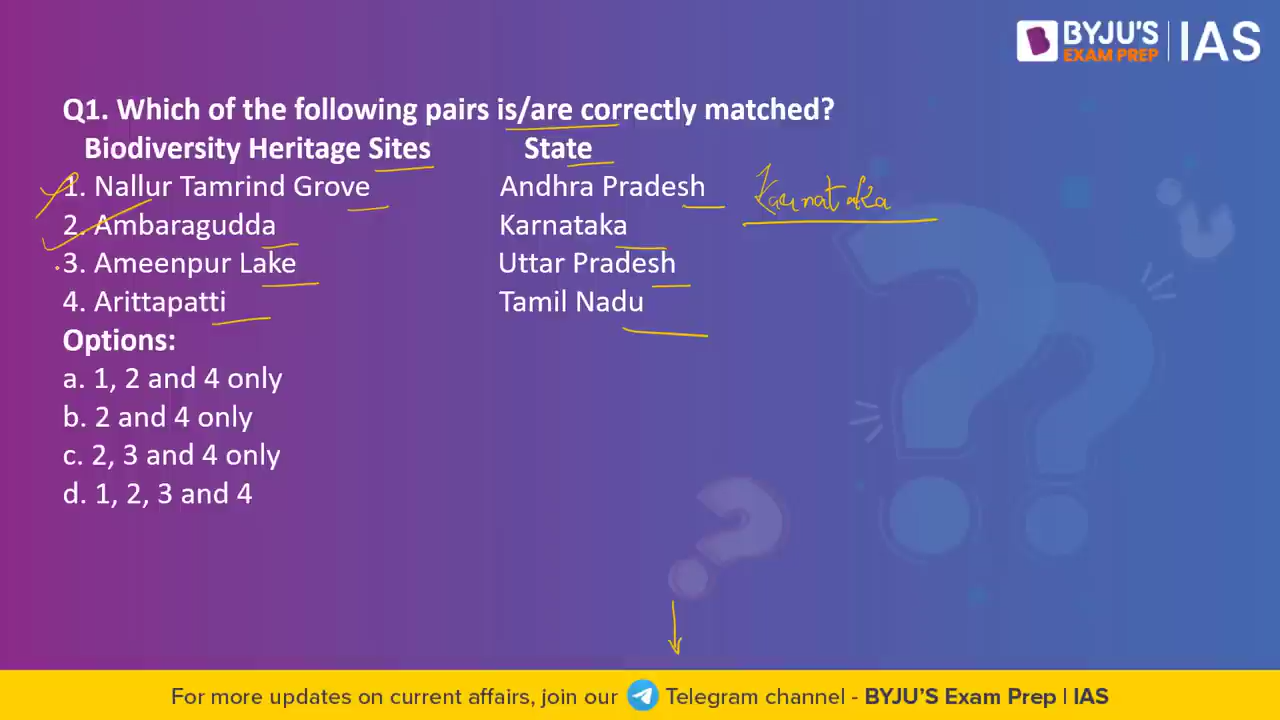 BYJU'S
EXAM PREP
IAS
Q1. Which of the following pairs is/are correctly matched?
Biodiversity Heritage Sites State
1. Nallur Tamrind Grove Andhra Pradesh Karnataka
2. Ambaragudda Karnataka
3. Ameenpur Lake Uttar Pradesh
4. Arittapatti Tamil Nadu
Options:
a. 1, 2 and 4 only
b. 2 and 4 only
c. 2, 3 and 4 only
d. 1, 2, 3 and 4
For more updates on current affairs, join our Telegram channel - BYJU'S Exam Prep | IAS